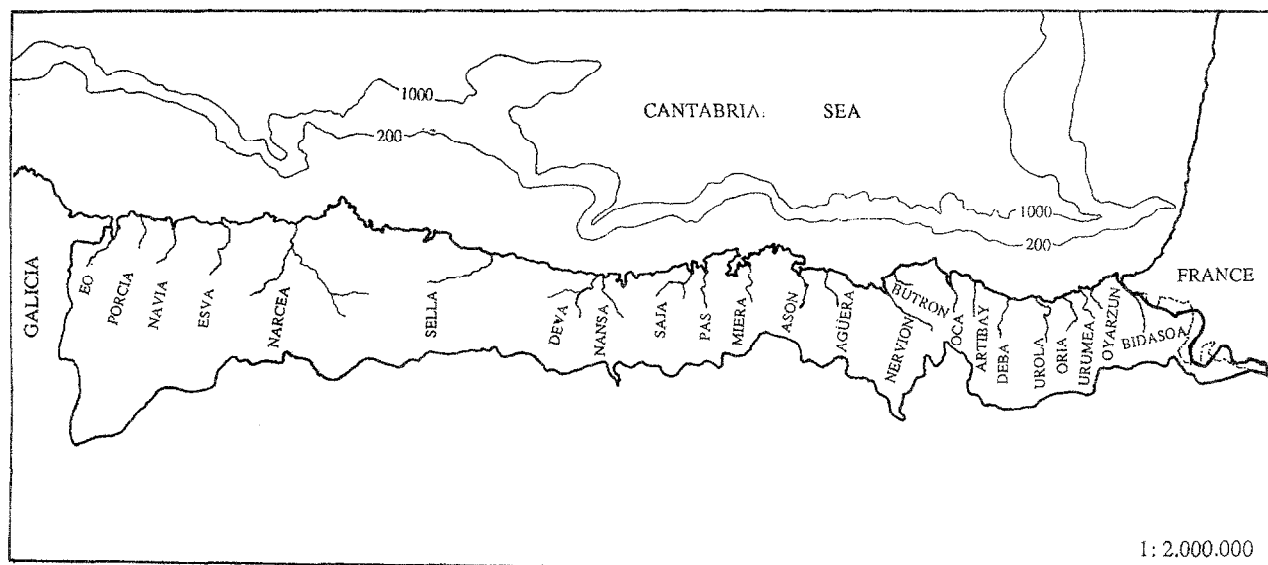 1000
200
CANTABRIA. SEA
1000
200
GALICIA
EO
PORCIA
NAVIA
ESVA
NARCEA
SELLA
DEVA
NANSA
SAJA
PAS
MIERA
ASON
AGÜERA
NERVION
BUTRON
OCA
ARTIBAY
DEBA
UROLA
ORIA
URUMEA
OYARZUN
BIDASOA
FRANCE
1: 2.000.000